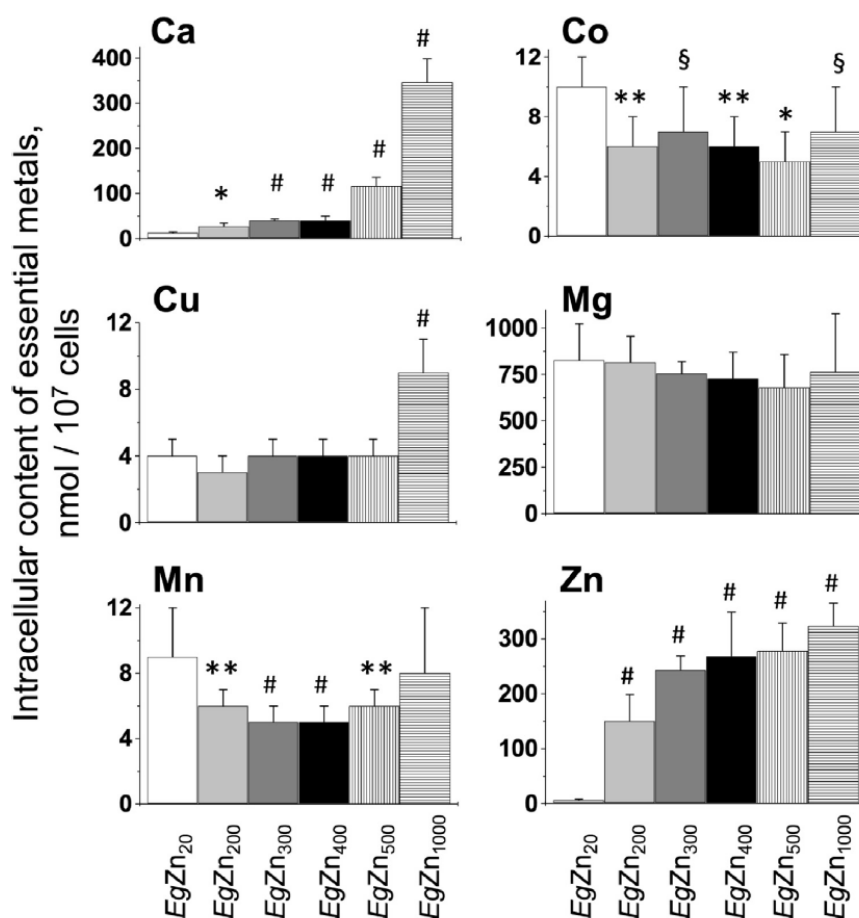 Intracellular content of essential metals,
nmol / 10⁷ cells
Ca
400
300
200
100
0
*
#
#
#
#
Co
12
8
4
0
**
§
**
*
§
Cu
12
8
4
0
#
Mg
1000
750
500
250
0
Mn
12
8
4
0
**
#
#
**
Zn
300
200
100
0
#
#
#
#
#
EgZn₂₀
EgZn₂₀₀
EgZn₃₀₀
EgZn₄₀₀
EgZn₅₀₀
EgZn₁₀₀₀
EgZn₂₀
EgZn₂₀₀
EgZn₃₀₀
EgZn₄₀₀
EgZn₅₀₀
EgZn₁₀₀₀